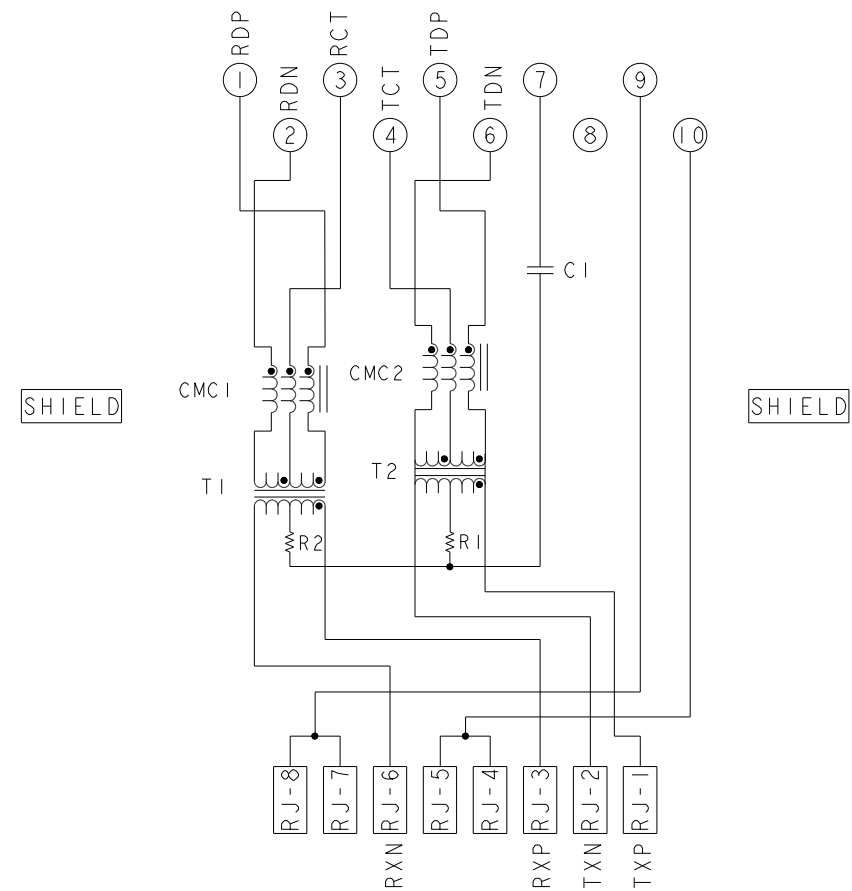 RDP
RCT
TDP
1
RDN
3
TCT
5
TDN
7
9
2
4
6
8
10
C1
CMC1
CMC2
SHIELD
SHIELD
T1
T2
R2
R1
RJ-8
RJ-7
RJ-6
RJ-5
RJ-4
RJ-3
RJ-2
RJ-1
RXN
RXP
TXN
TXP